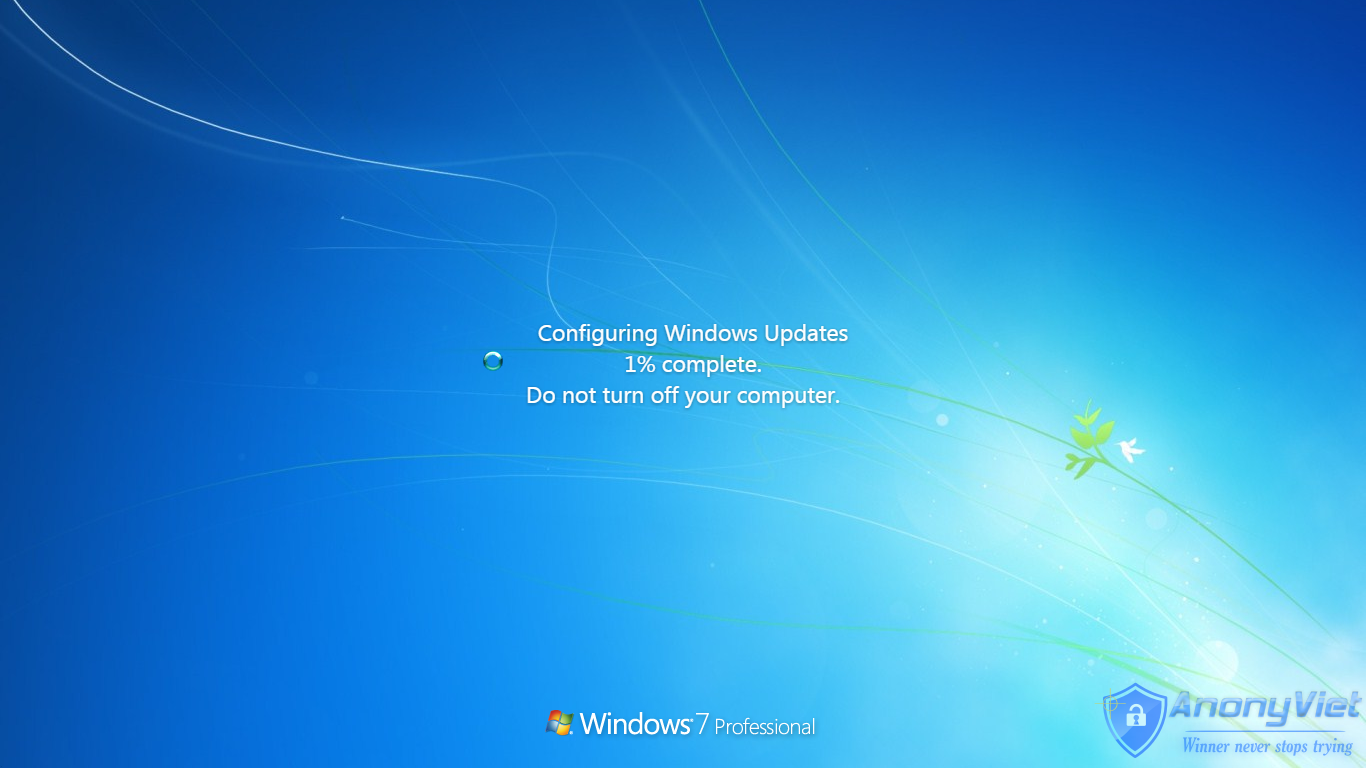 Configuring Windows Updates
1% complete.
Do not turn off your computer.
Windows 7 Professional
AnonyViet
Winner never stops trying